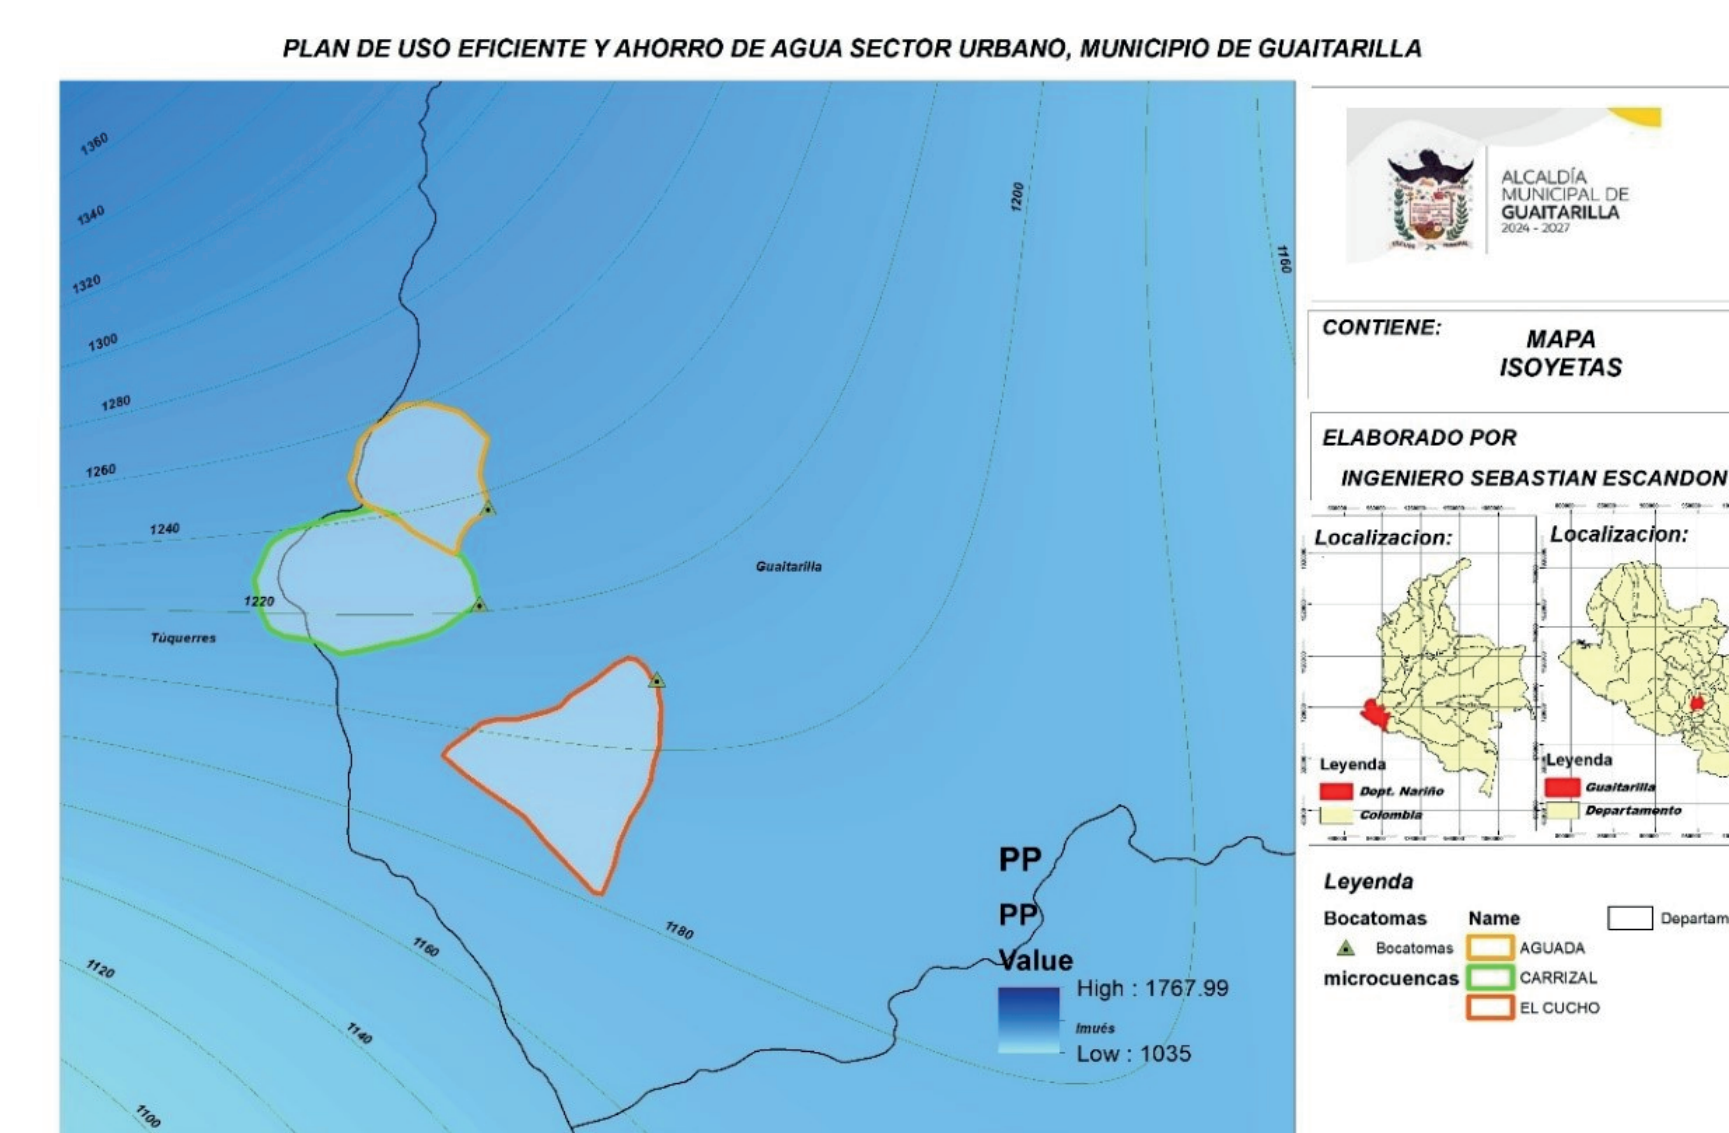 PLAN DE USO EFICIENTE Y AHORRO DE AGUA SECTOR URBANO, MUNICIPIO DE GUAITARILLA
1360
1340
1320
1300
1280
1260
1240
1220
1200
1160
Guaitarilla
Túquerres
1180
1160
1140
1120
1100
PP
PP
Value
High : 1767.99
Imués
Low : 1035
ALCALDÍA
MUNICIPAL DE
GUAITARILLA
2024 - 2027
CONTIENE:
MAPA
ISOYETAS
ELABORADO POR
INGENIERO SEBASTIAN ESCANDON
Localizacion:
Leyenda
Dept. Nariño
Colombia
Localizacion:
Leyenda
Guaitarilla
Departamento
Leyenda
Bocatomas
Bocatomas
microcuencas
Name
AGUADA
CARRIZAL
EL CUCHO
Departam